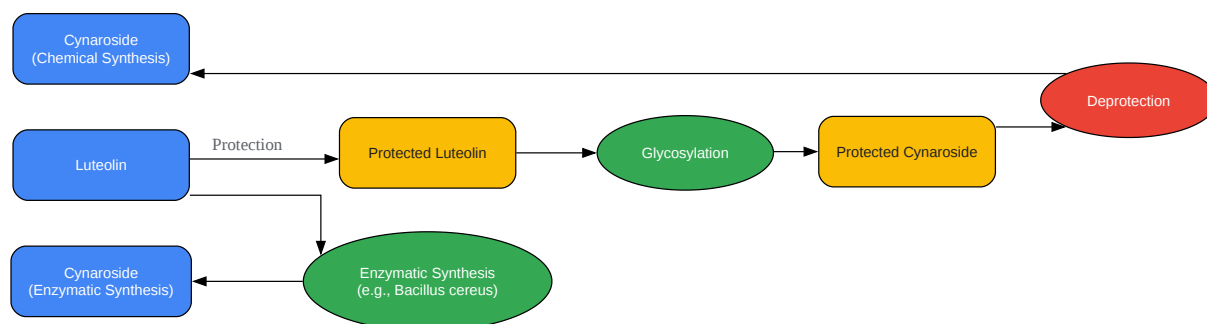 Cynaroside
(Chemical Synthesis)
Deprotection
Protection
Luteolin
Protected Luteolin
Glycosylation
Protected Cynaroside
Cynaroside
(Enzymatic Synthesis)
Enzymatic Synthesis
(e.g., Bacillus cereus)